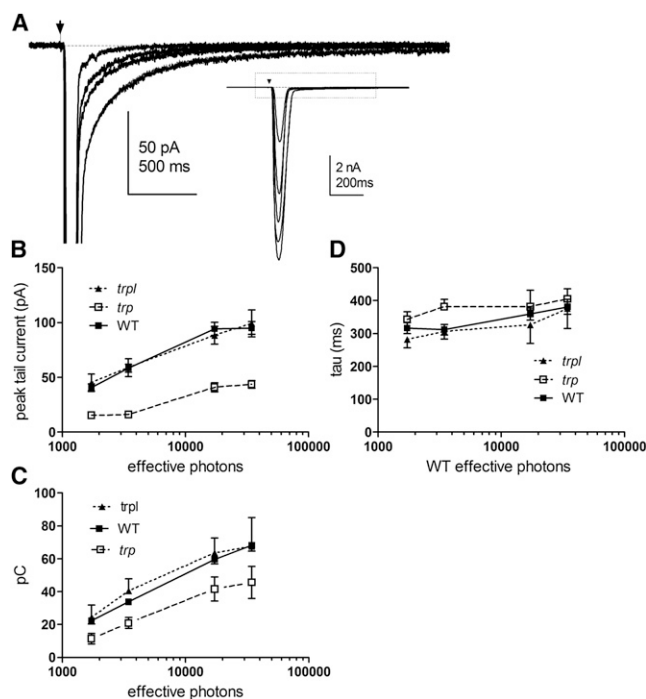 A
50 pA
500 ms
2 nA
200ms
B
150
100
50
0
peak tail current (pA)
trpl
trp
WT
1000
10000
100000
effective photons
D
500
400
300
200
100
0
tau (ms)
trpl
trp
WT
1000
10000
100000
WT effective photons
C
100
80
60
40
20
0
pC
trpl
WT
trp
1000
10000
100000
effective photons